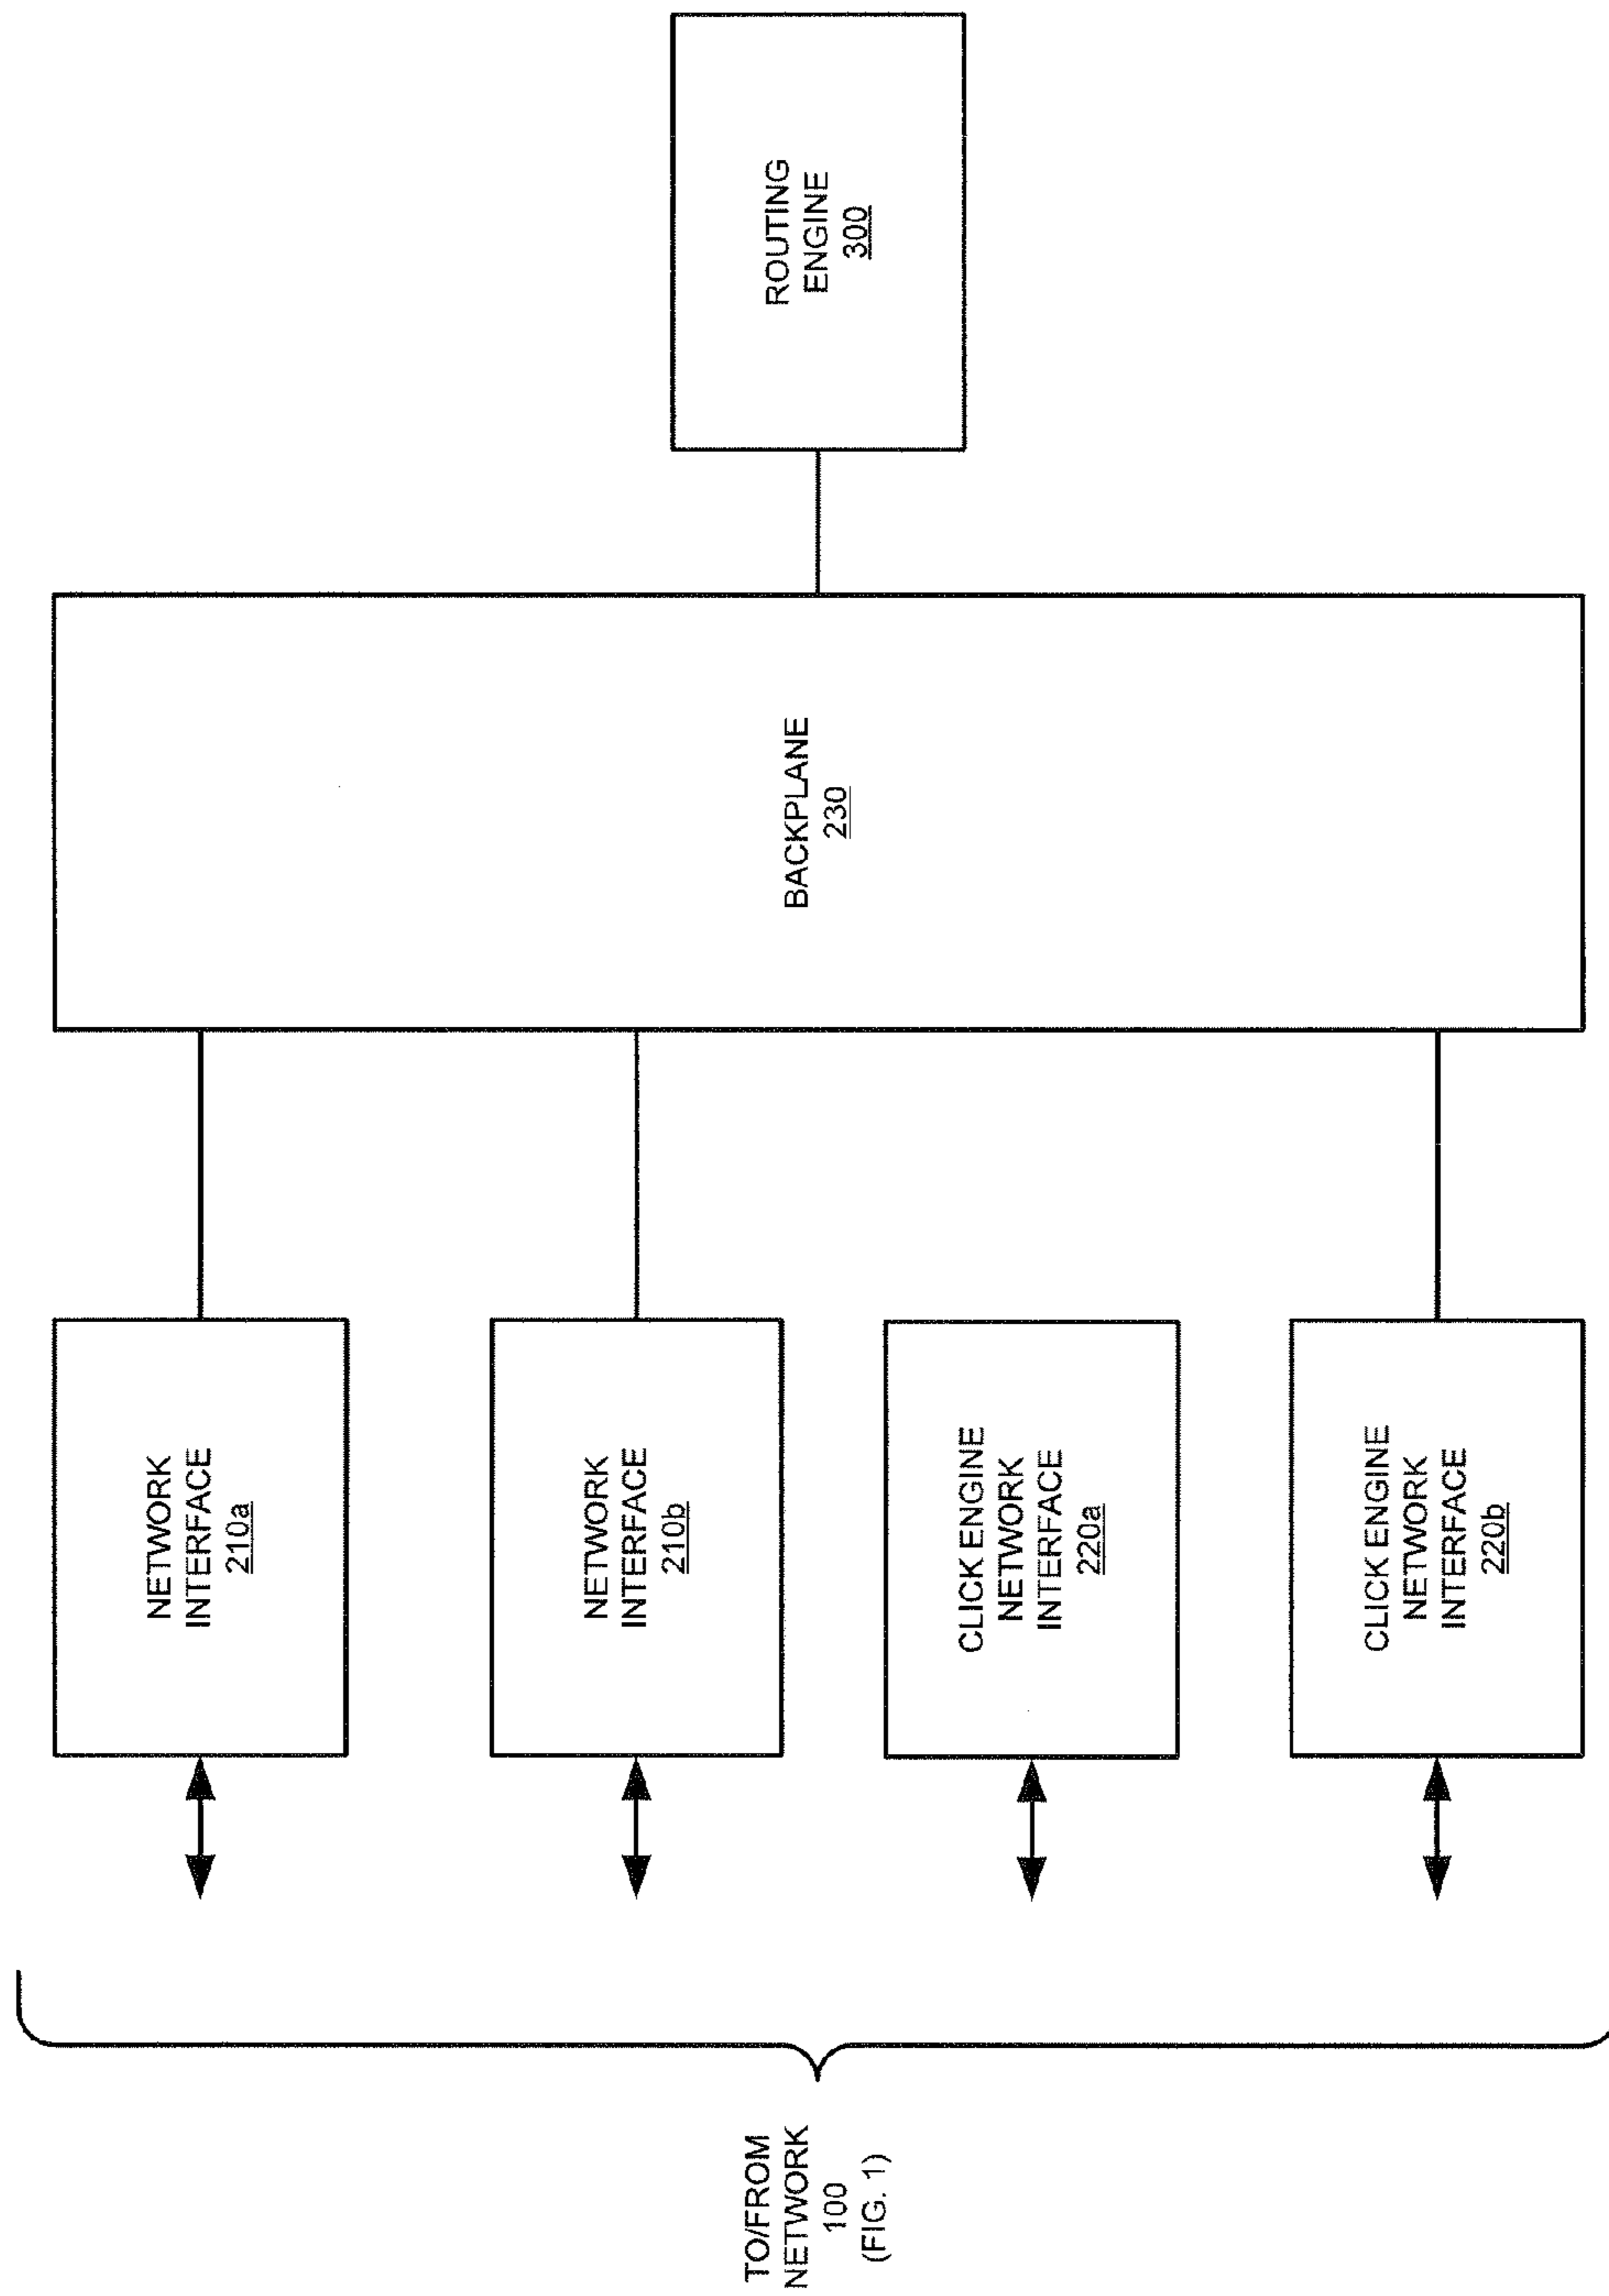 TO/FROM
NETWORK
100
(FIG. 1)
NETWORK
INTERFACE
210a
NETWORK
INTERFACE
210b
CLICK ENGINE
NETWORK
INTERFACE
220a
CLICK ENGINE
NETWORK
INTERFACE
220b
BACKPLANE
230
ROUTING
ENGINE
300